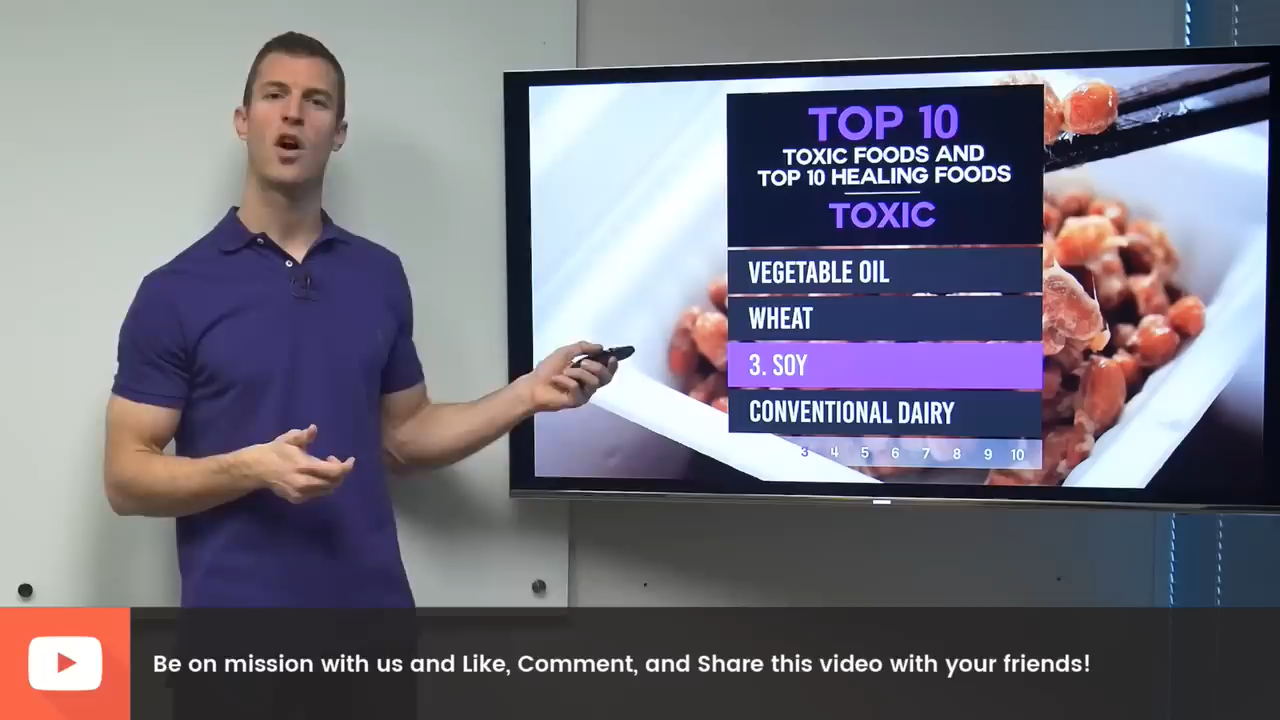 TOP 10
TOXIC FOODS AND
TOP 10 HEALING FOODS
TOXIC
VEGETABLE OIL
WHEAT
3. SOY
CONVENTIONAL DAIRY
3 4 5 6 7 8 9 10
Be on mission with us and Like, Comment, and Share this video with your friends!